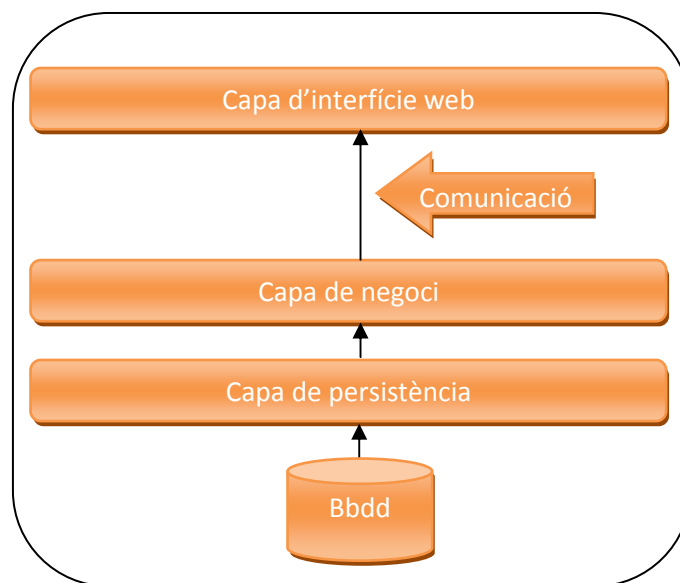 Capa d’interfície web
Comunicació
Capa de negoci
Capa de persistència
Bbdd